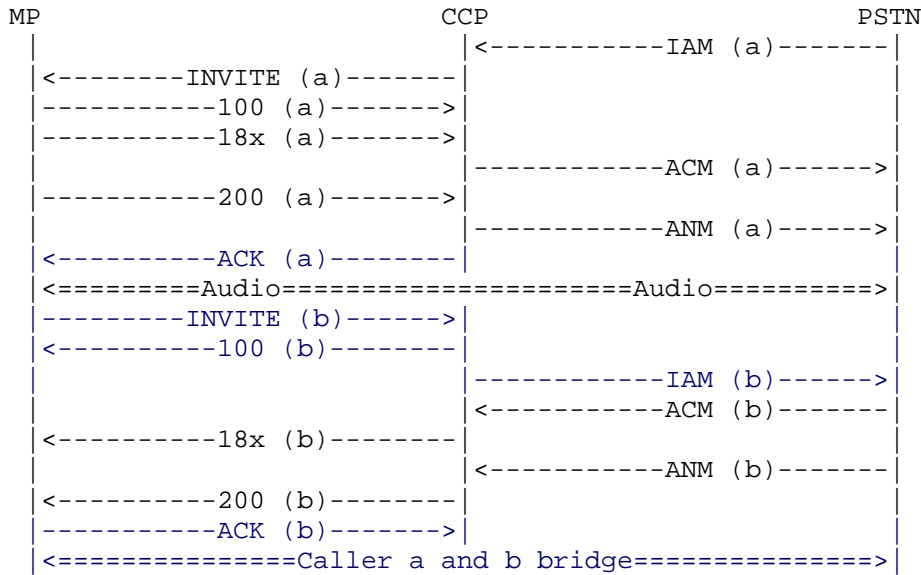 MP                      CCP                     PSTN
|                        |<-----------IAM (a)-------|
|<--------INVITE (a)-------|
|----------100 (a)------->|
|----------18x (a)------->|
|                        |-----------ACM (a)------>|
|----------200 (a)------->|
|                        |-----------ANM (a)------>|
|<----------ACK (a)--------|
|<=========Audio====================Audio=========>|
|---------INVITE (b)------>|
|<----------100 (b)--------|
|                        |-----------IAM (b)------>|
|                        |<----------ACM (b)-------|
|<----------18x (b)--------|
|                        |<-----------ANM (b)-------|
|<----------200 (b)--------|
|----------ACK (b)------->|
|<===============Caller a and b bridge===============>|